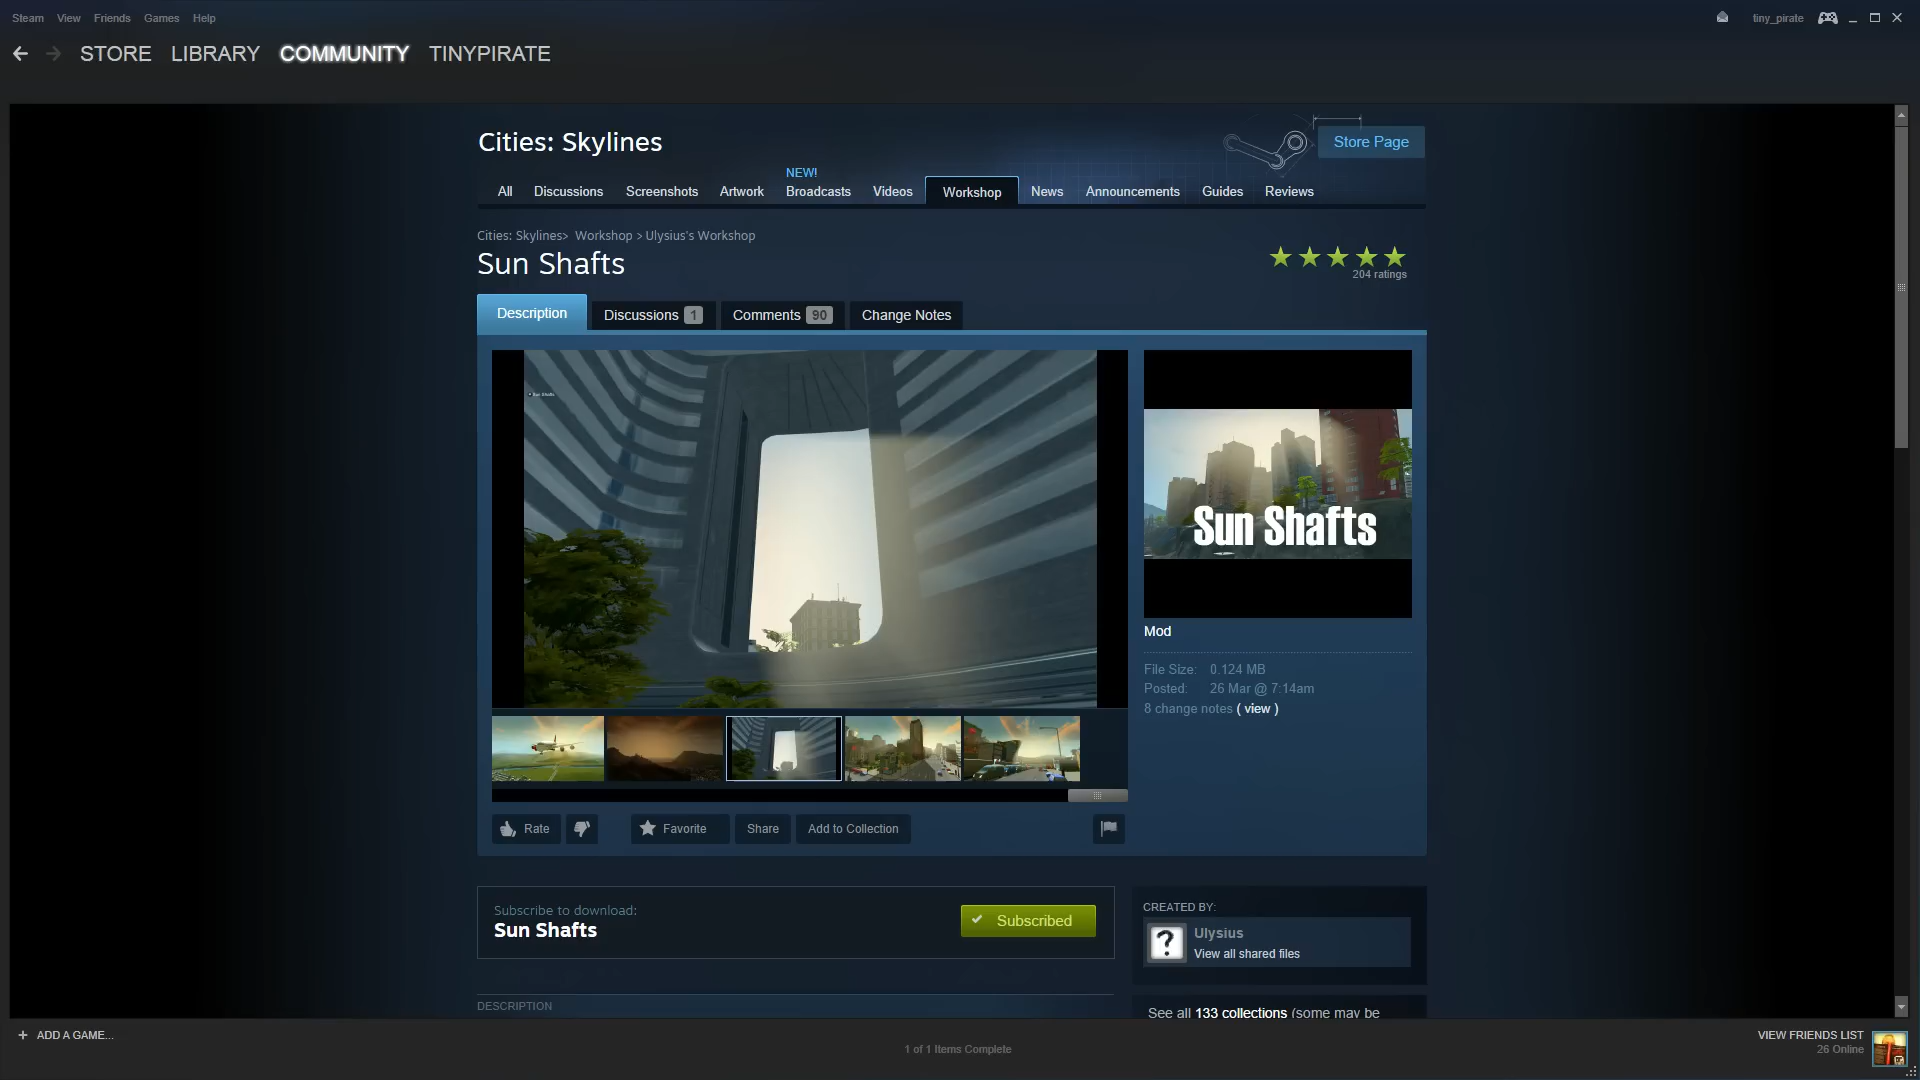 Steam View Friends Games Help
tiny_pirate
STORE LIBRARY COMMUNITY TINYPIRATE
Cities: Skylines
Store Page
NEW!
All Discussions Screenshots Artwork Broadcasts Videos Workshop News Announcements Guides Reviews
Cities: Skylines> Workshop > Ulysius's Workshop
Sun Shafts
204 ratings
Description Discussions 1 Comments 90 Change Notes
Sun Shafts
Sun Shafts
Mod
File Size: 0.124 MB
Posted: 26 Mar @ 7:14am
8 change notes ( view )
Rate Favorite Share Add to Collection
Subscribe to download:
Sun Shafts
Subscribed
CREATED BY:
Ulysius
View all shared files
DESCRIPTION
See all 133 collections (some may be
+ ADD A GAME...
1 of 1 Items Complete
VIEW FRIENDS LIST
26 Online